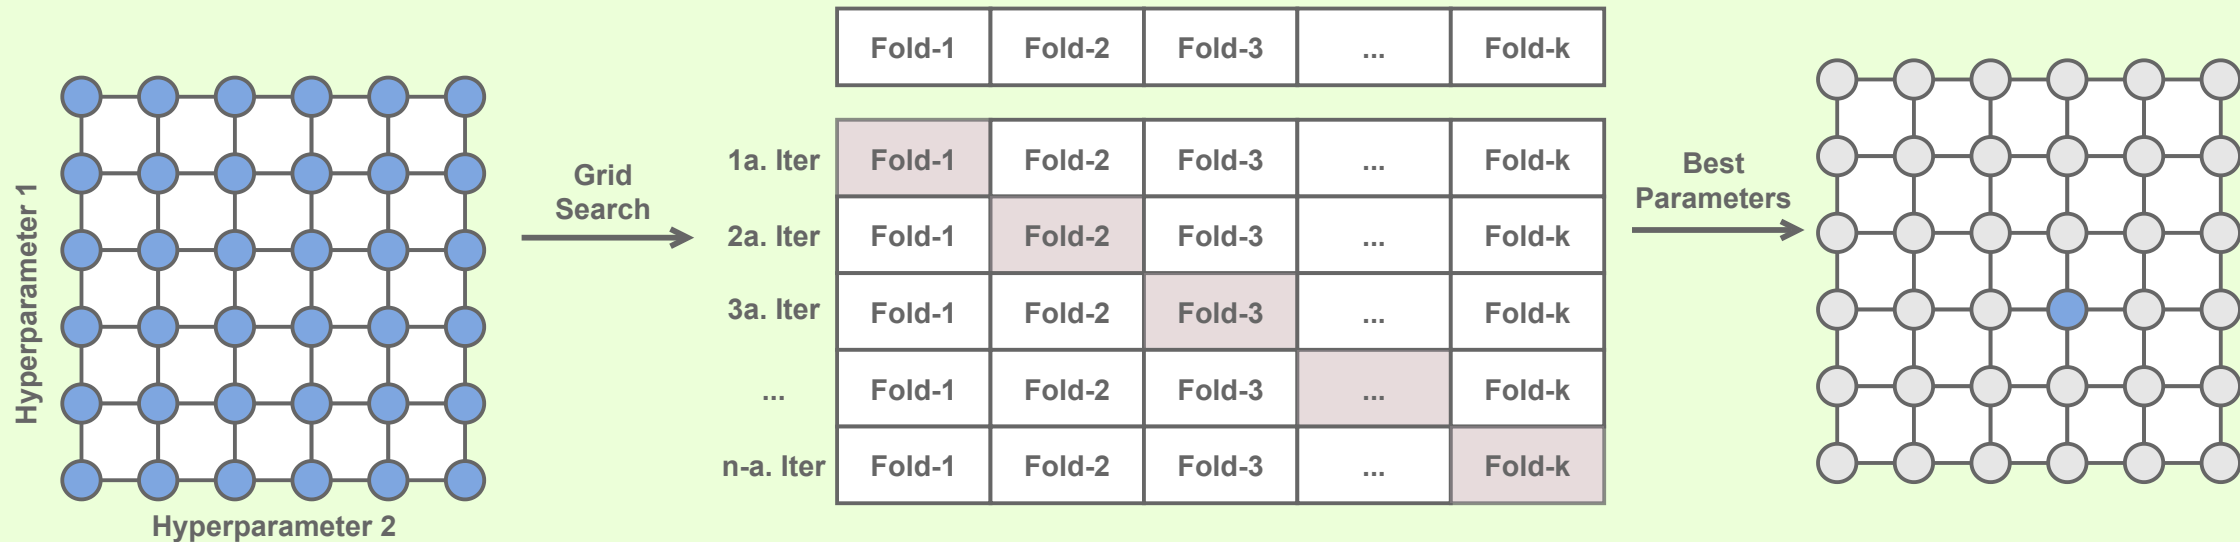 Hyperparameter 1
Hyperparameter 2
Grid
Search
Fold-1 Fold-2 Fold-3 ... Fold-k
1a. Iter Fold-1 Fold-2 Fold-3 ... Fold-k
2a. Iter Fold-1 Fold-2 Fold-3 ... Fold-k
3a. Iter Fold-1 Fold-2 Fold-3 ... Fold-k
... Fold-1 Fold-2 Fold-3 ... Fold-k
n-a. Iter Fold-1 Fold-2 Fold-3 ... Fold-k
Best
Parameters